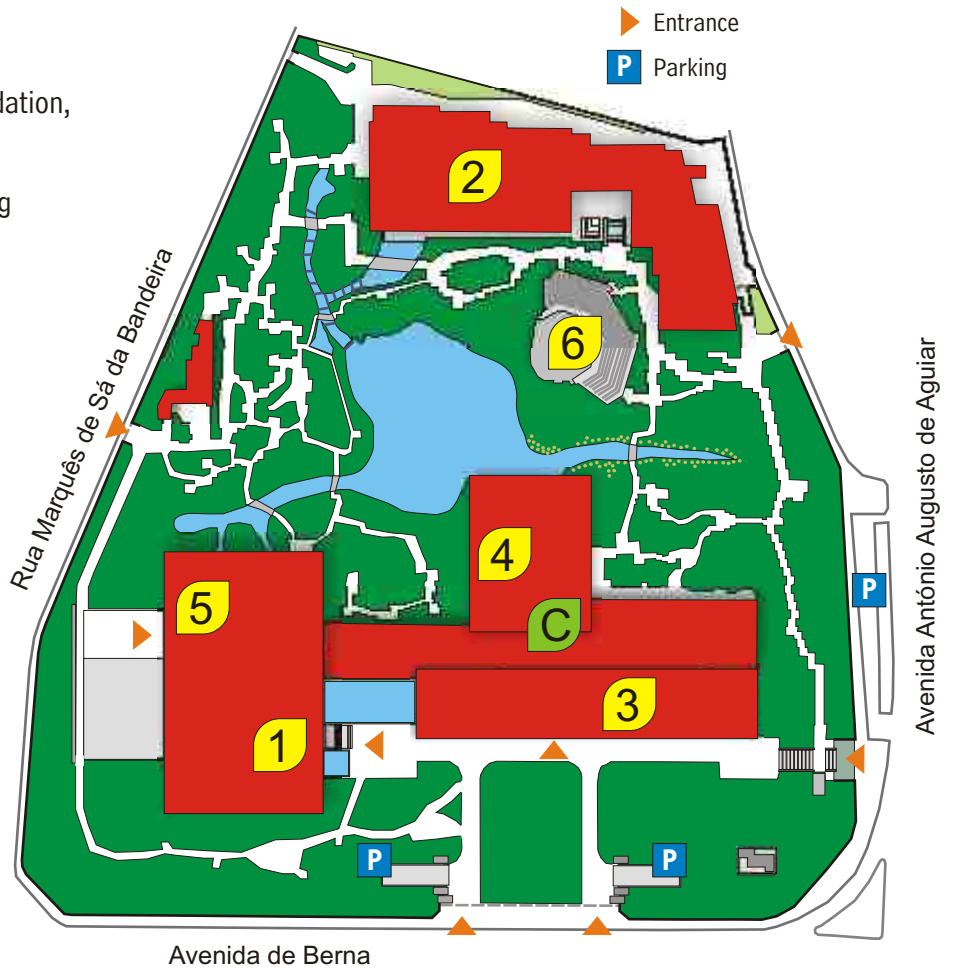 Entrance
P Parking
dation,
g
2
6
Rua Marquês de Sá da Bandeira
Avenida António Augusto de Aguiar
4
5
P
C
3
1
P
P
Avenida de Berna